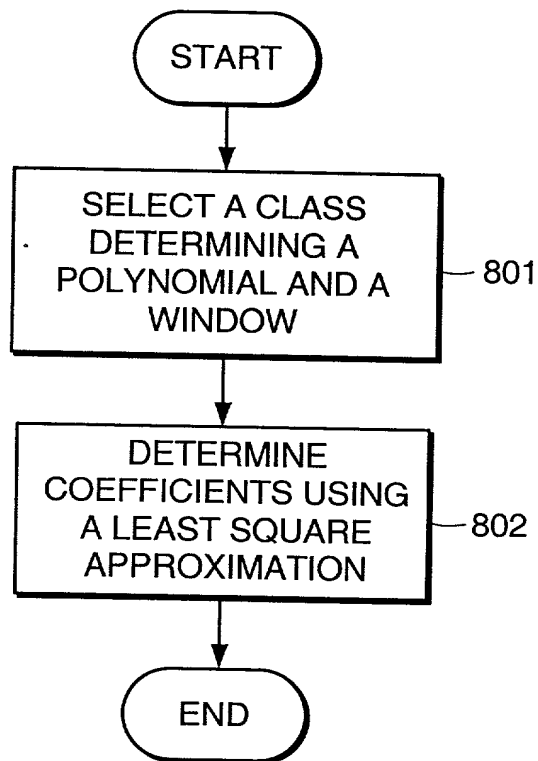 START
SELECT A CLASS
DETERMINING A
POLYNOMIAL AND A
WINDOW
801
DETERMINE
COEFFICIENTS USING
A LEAST SQUARE
APPROXIMATION
802
END